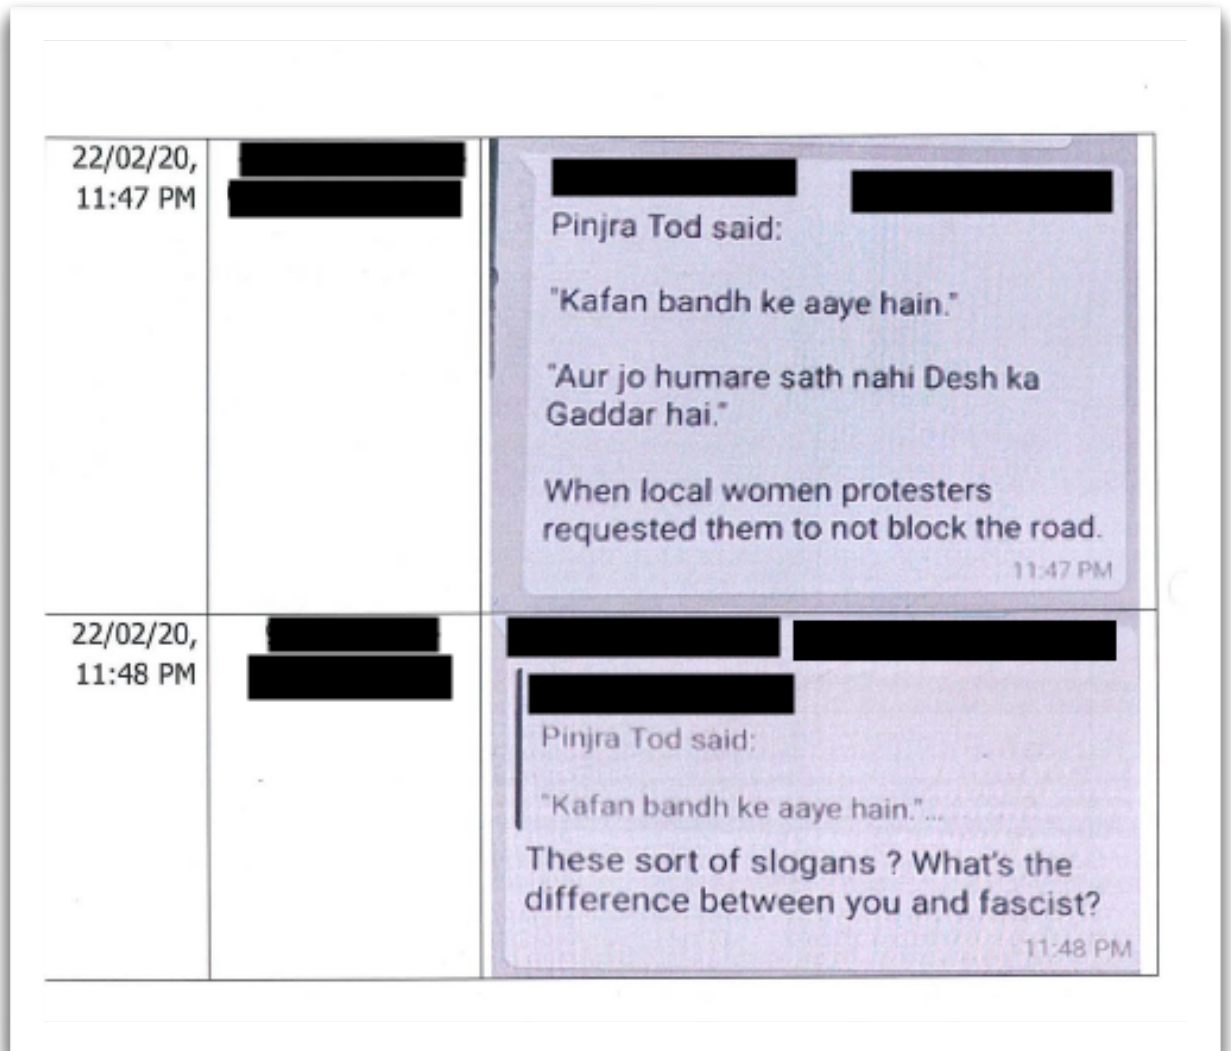 22/02/20,
11:47 PM
Pinjra Tod said:
"Kafan bandh ke aaye hain."
"Aur jo humare sath nahi Desh ka
Gaddar hai."
When local women protesters
requested them to not block the road.
11:47 PM
22/02/20,
11:48 PM
Pinjra Tod said:
"Kafan bandh ke aaye hain."...
These sort of slogans ? What's the
difference between you and fascist?
11:48 PM